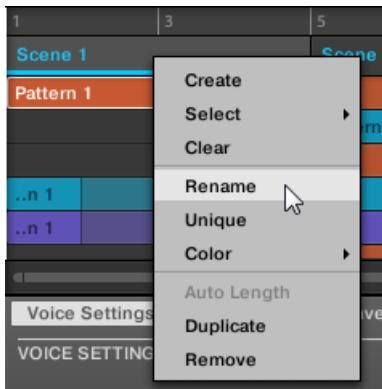 1 3 5
Scene 1 Scene
Pattern 1
Create
Select
Clear
..n 1
Rename
..n 1
Unique
Color
Auto Length
Voice Settings
Duplicate
VOICE SETTING
Remove